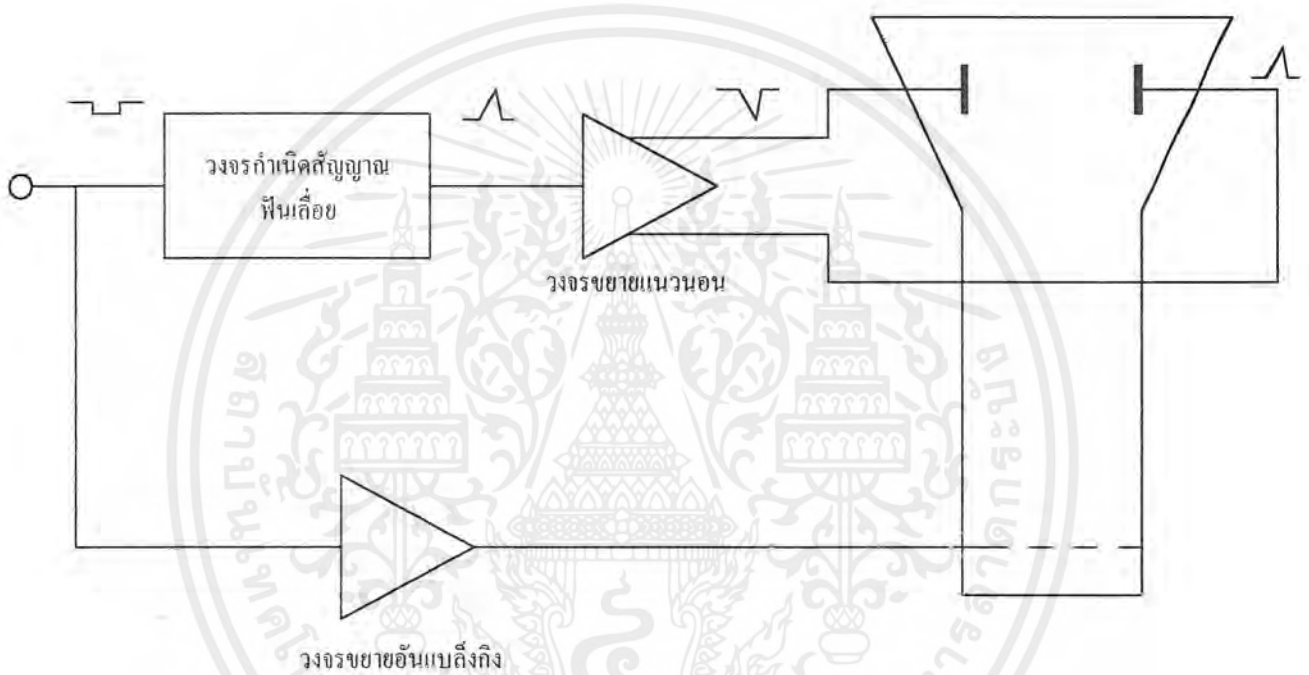 วงจรกำเนิดสัญญาณ
ฟันเลื่อย
วงจรขยายแนวนอน
วงจรขยายอันแบล็งกิง